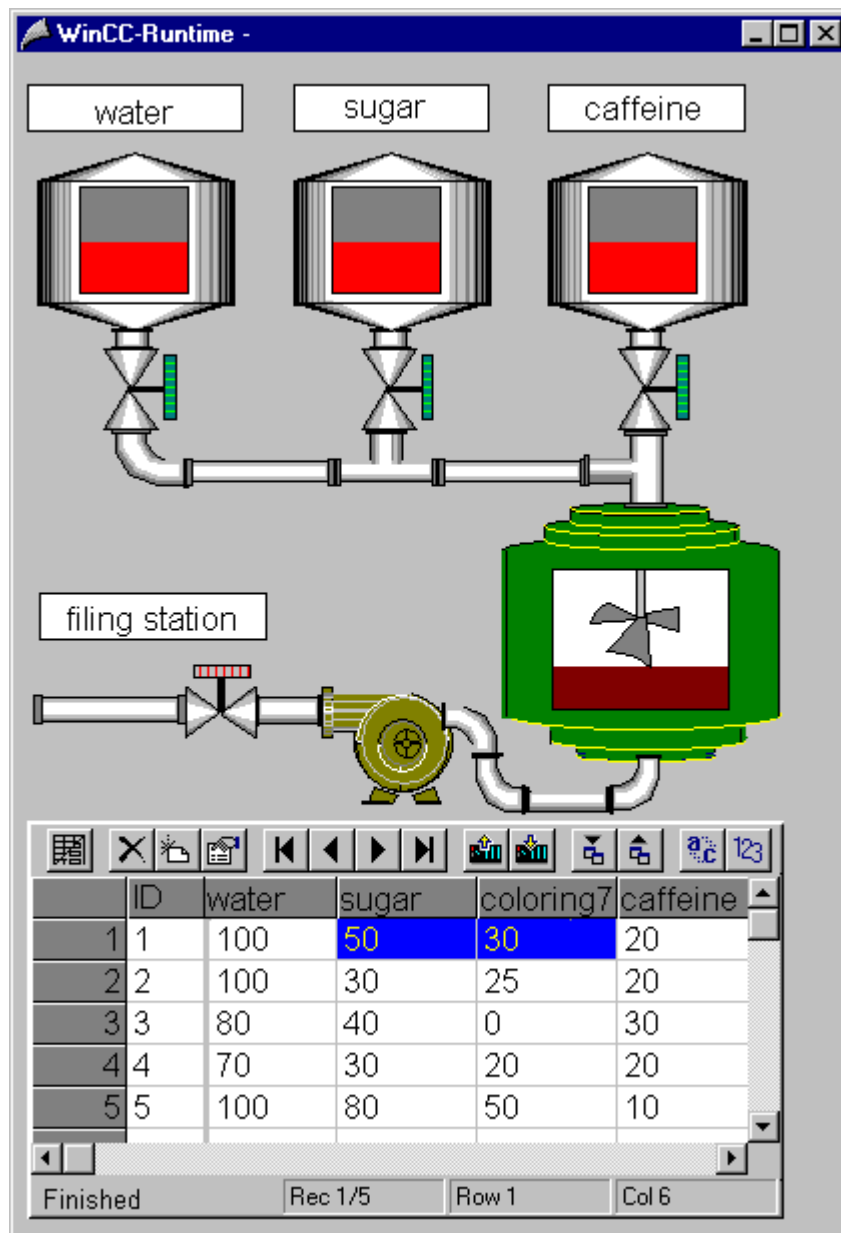 WinCC-Runtime -
water sugar caffeine
filing station
a c 123
ID water sugar coloring7 caffeine
1 1 100 50 30 20
2 2 100 30 25 20
3 3 80 40 0 30
4 4 70 30 20 20
5 5 100 80 50 10
Finished Rec 1/5 Row 1 Col 6